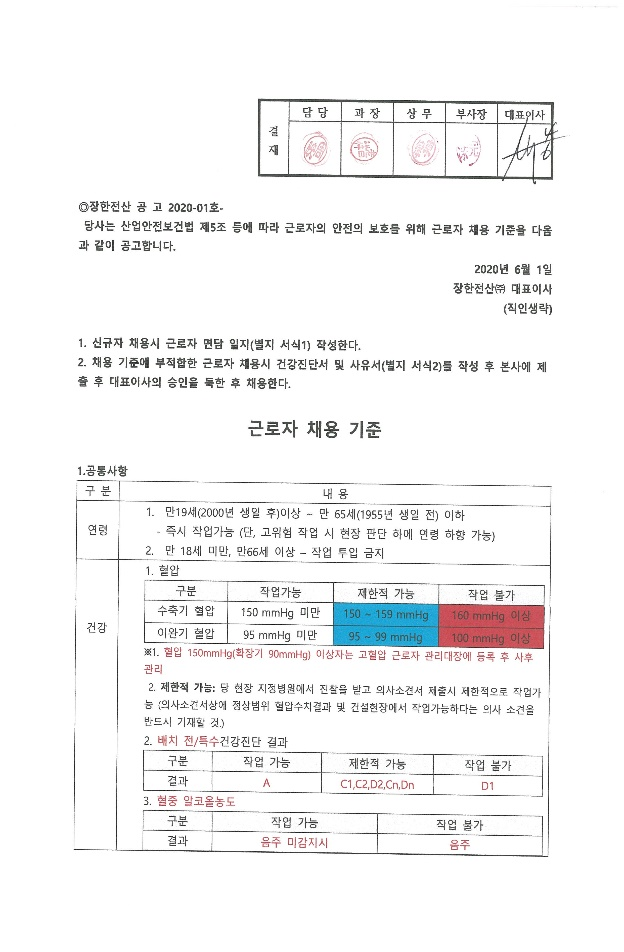 결 재
담 당 과 장 상 무 부사장 대표이사
◎장한전산 공 고 2020-01호-
당사는 산업안전보건법 제5조 등에 따라 근로자의 안전의 보호를 위해 근로자 채용 기준을 다음
과 같이 공고합니다.
2020년 6월 1일
장한전산㈜ 대표이사
(직인생략)
1. 신규자 채용시 근로자 면담 일지(별지 서식1) 작성한다.
2. 채용 기준에 부적합한 근로자 채용시 건강진단서 및 사유서(별지 서식2)를 작성 후 본사에 제
출 후 대표이사의 승인을 득한 후 채용한다.
근로자 채용 기준
1.공통사항
구 분 내 용
연령
1. 만19세(2000년 생일 후)이상 ~ 만 65세(1955년 생일 전) 이하
- 즉시 작업가능 (단, 고위험 작업 시 현장 판단 하에 연령 하향 가능)
2. 만 18세 미만, 만66세 이상 – 작업 투입 금지
건강
1. 혈압
구분 작업가능 제한적 가능 작업 불가
수축기 혈압 150 mmHg 미만 150 ~ 159 mmHg 160 mmHg 이상
이완기 혈압 95 mmHg 미만 95 ~ 99 mmHg 100 mmHg 이상
※1. 혈압 150mmHg(확장기 90mmHg) 이상자는 고혈압 근로자 관리대장에 등록 후 사후
관리
2. 제한적 가능: 당 현장 지정병원에서 진찰을 받고 의사소견서 제출시 제한적으로 작업가
능 (의사소견서상에 정상범위 혈압수치결과 및 건설현장에서 작업가능하다는 의사 소견을
반드시 기재할 것.)
2. 배치 전/특수건강진단 결과
구분 작업 가능 제한적 가능 작업 불가
결과 A C1,C2,D2,Cn,Dn D1
3. 혈중 알코올농도
구분 작업 가능 작업 불가
결과 음주 미감지시 음주